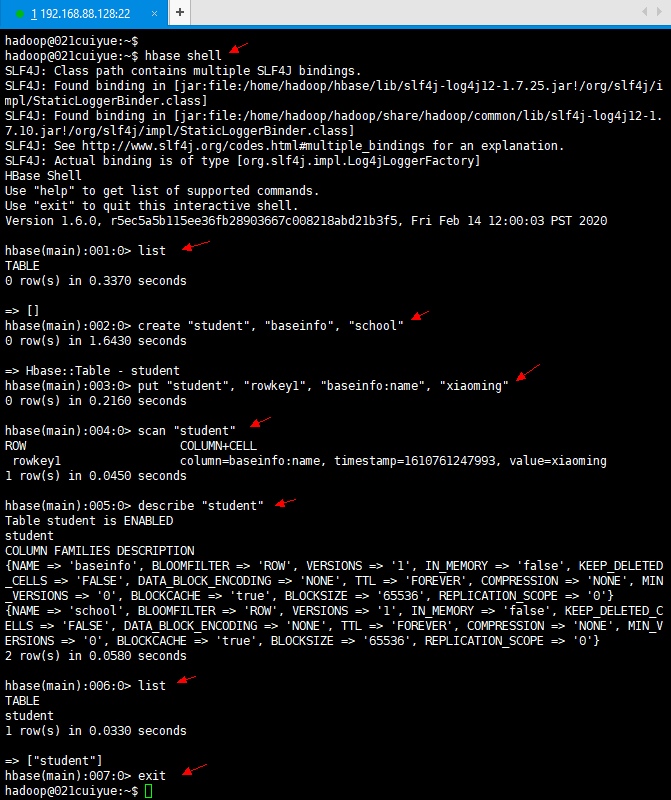 1 192.168.88.128:22 × +
hadoop@021cuiyue:~$
hadoop@021cuiyue:~$ hbase shell
SLF4J: Class path contains multiple SLF4J bindings.
SLF4J: Found binding in [jar:file:/home/hadoop/hbase/lib/slf4j-log4j12-1.7.25.jar!/org/slf4j/i
mpl/StaticLoggerBinder.class]
SLF4J: Found binding in [jar:file:/home/hadoop/hadoop/share/hadoop/common/lib/slf4j-log4j12-1.
7.10.jar!/org/slf4j/impl/StaticLoggerBinder.class]
SLF4J: See http://www.slf4j.org/codes.html#multiple_bindings for an explanation.
SLF4J: Actual binding is of type [org.slf4j.impl.Log4jLoggerFactory]
HBase Shell
Use "help" to get list of supported commands.
Use "exit" to quit this interactive shell.
Version 1.6.0, r5ec5a5b115ee36fb28903667c008218abd21b3f5, Fri Feb 14 12:00:03 PST 2020
hbase(main):001:0> list
TABLE
0 row(s) in 0.3370 seconds
=> []
hbase(main):002:0> create "student", "baseinfo", "school"
0 row(s) in 1.6430 seconds
=> Hbase::Table - student
hbase(main):003:0> put "student", "rowkey1", "baseinfo:name", "xiaoming"
0 row(s) in 0.2160 seconds
hbase(main):004:0> scan "student"
ROW COLUMN+CELL
rowkey1 column=baseinfo:name, timestamp=1610761247993, value=xiaoming
1 row(s) in 0.0450 seconds
hbase(main):005:0> describe "student"
Table student is ENABLED
student
COLUMN FAMILIES DESCRIPTION
{NAME => 'baseinfo', BLOOMFILTER => 'ROW', VERSIONS => '1', IN_MEMORY => 'false', KEEP_DELETED
_CELLS => 'FALSE', DATA_BLOCK_ENCODING => 'NONE', TTL => 'FOREVER', COMPRESSION => 'NONE', MIN
_VERSIONS => '0', BLOCKCACHE => 'true', BLOCKSIZE => '65536', REPLICATION_SCOPE => '0'}
{NAME => 'school', BLOOMFILTER => 'ROW', VERSIONS => '1', IN_MEMORY => 'false', KEEP_DELETED_C
ELLS => 'FALSE', DATA_BLOCK_ENCODING => 'NONE', TTL => 'FOREVER', COMPRESSION => 'NONE', MIN_V
ERSIONS => '0', BLOCKCACHE => 'true', BLOCKSIZE => '65536', REPLICATION_SCOPE => '0'}
2 row(s) in 0.0580 seconds
hbase(main):006:0> list
TABLE
student
1 row(s) in 0.0330 seconds
=> ["student"]
hbase(main):007:0> exit
hadoop@021cuiyue:~$